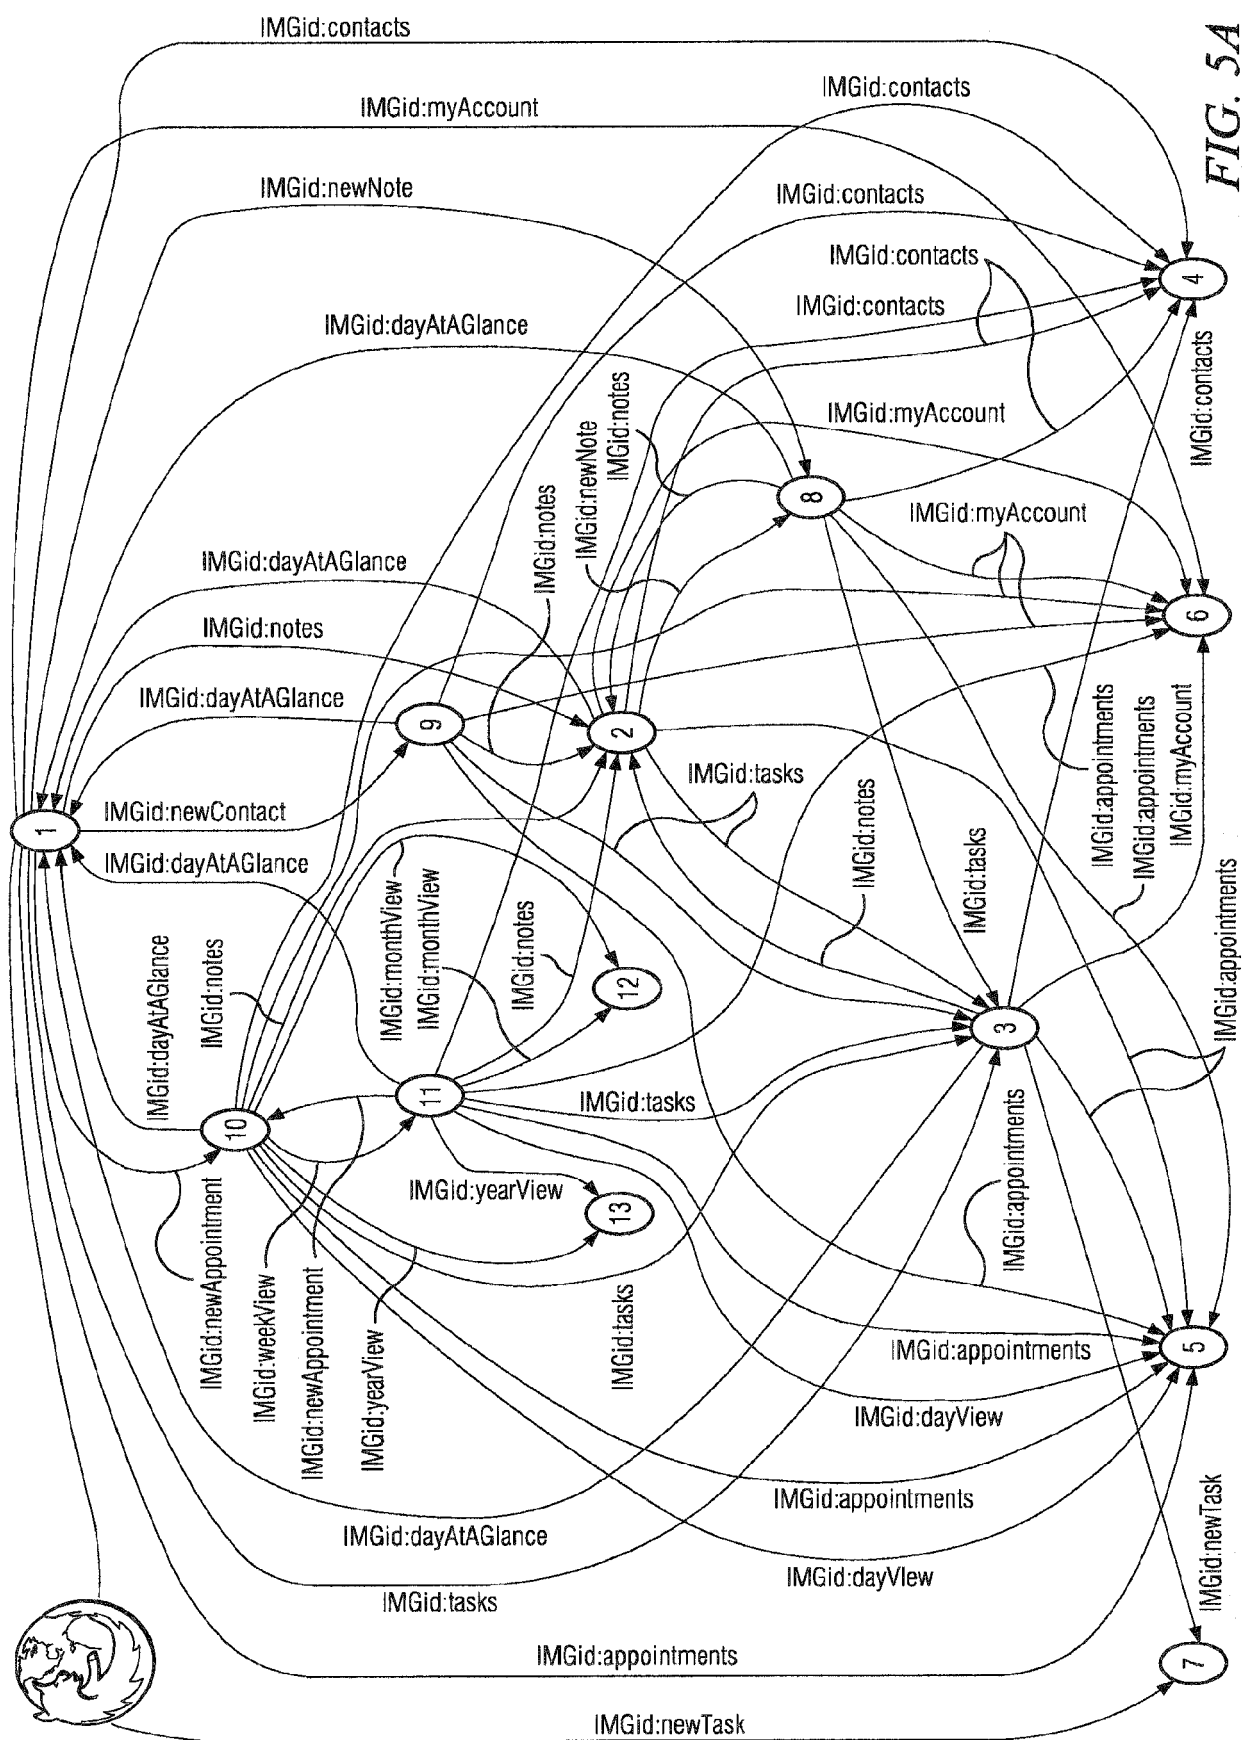 IMGid:contacts
IMGid:contacts
IMGid:myAccount
IMGid:newNote
IMGid:contacts
IMGid:contacts
IMGid:contacts
IMGid:dayAtAGlance
IMGid:contacts
IMGid:myAccount
IMGid:notes
IMGid:newNote
IMGid:notes
IMGid:myAccount
IMGid:dayAtAGlance
IMGid:notes
IMGid:dayAtAGlance
IMGid:newContact
IMGid:dayAtAGlance
IMGid:tasks
IMGid:notes
IMGid:tasks
IMGid:appointments
IMGid:appointments
IMGid:myAccount
IMGid:appointments
IMGid:dayAtAGlance
IMGid:notes
IMGid:monthView
IMGid:monthView
IMGid:notes
IMGid:tasks
IMGid:yearView
IMGid:appointments
IMGid:newAppointment
IMGid:weekView
IMGid:newAppointment
IMGid:yearView
IMGid:tasks
IMGid:appointments
IMGid:dayView
IMGid:appointments
IMGid:dayAtAGlance
IMGid:dayVIew
IMGid:tasks
IMGid:newTask
IMGid:appointments
IMGid:newTask
1
2
3
4
5
6
7
8
9
10
11
12
13
FIG. 5A